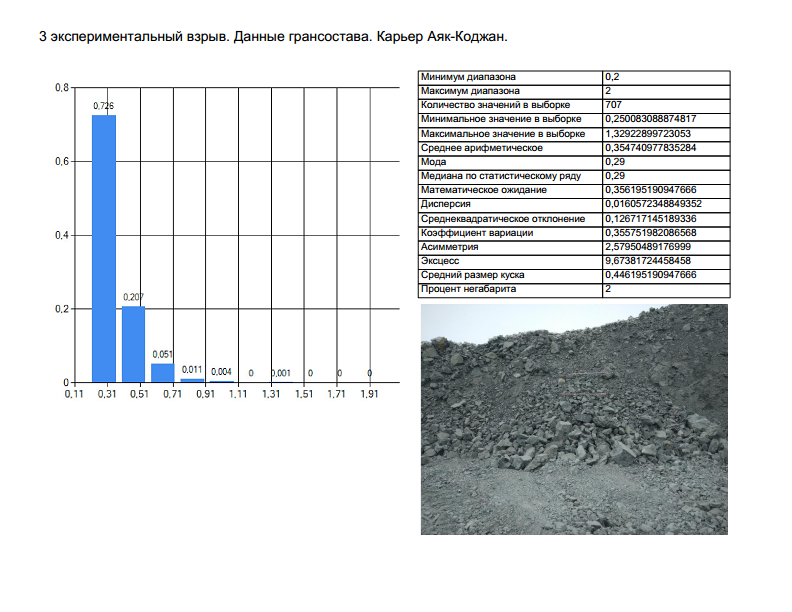 3 экспериментальный взрыв. Данные грансостава. Карьер Аяк-Коджан.
0,8
0,6
0,4
0,2
0
0,726
0,207
0,051
0,011
0,004
0
0,001
0
0
0
0,11 0,31 0,51 0,71 0,91 1,11 1,31 1,51 1,71 1,91
Минимум диапазона 0,2
Максимум диапазона 2
Количество значений в выборке 707
Минимальное значение в выборке 0,250083088874817
Максимальное значение в выборке 1,32922899723053
Среднее арифметическое 0,354740977835284
Мода 0,29
Медиана по статистическому ряду 0,29
Математическое ожидание 0,356195190947666
Дисперсия 0,0160572348849352
Среднеквадратическое отклонение 0,126717145189336
Коэффициент вариации 0,355751982086568
Асимметрия 2,57950489176999
Эксцесс 9,67381724458458
Средний размер куска 0,446195190947666
Процент негабарита 2